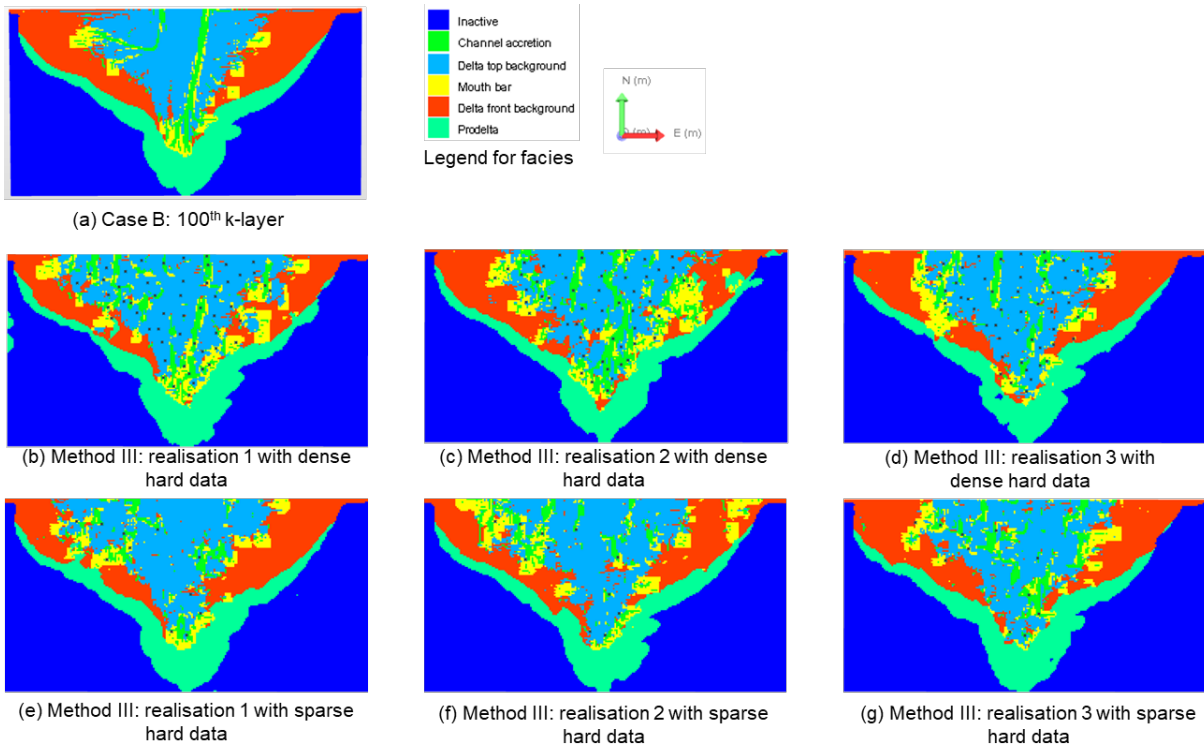 Inactive
Channel accretion
Delta top background
Mouth bar
Delta front background
Prodelta
Legend for facies
N (m)
(m)
E (m)
(a) Case B: 100th k-layer
(b) Method III: realisation 1 with dense
hard data
(c) Method III: realisation 2 with dense
hard data
(d) Method III: realisation 3 with
dense hard data
(e) Method III: realisation 1 with sparse
hard data
(f) Method III: realisation 2 with sparse
hard data
(g) Method III: realisation 3 with sparse
hard data